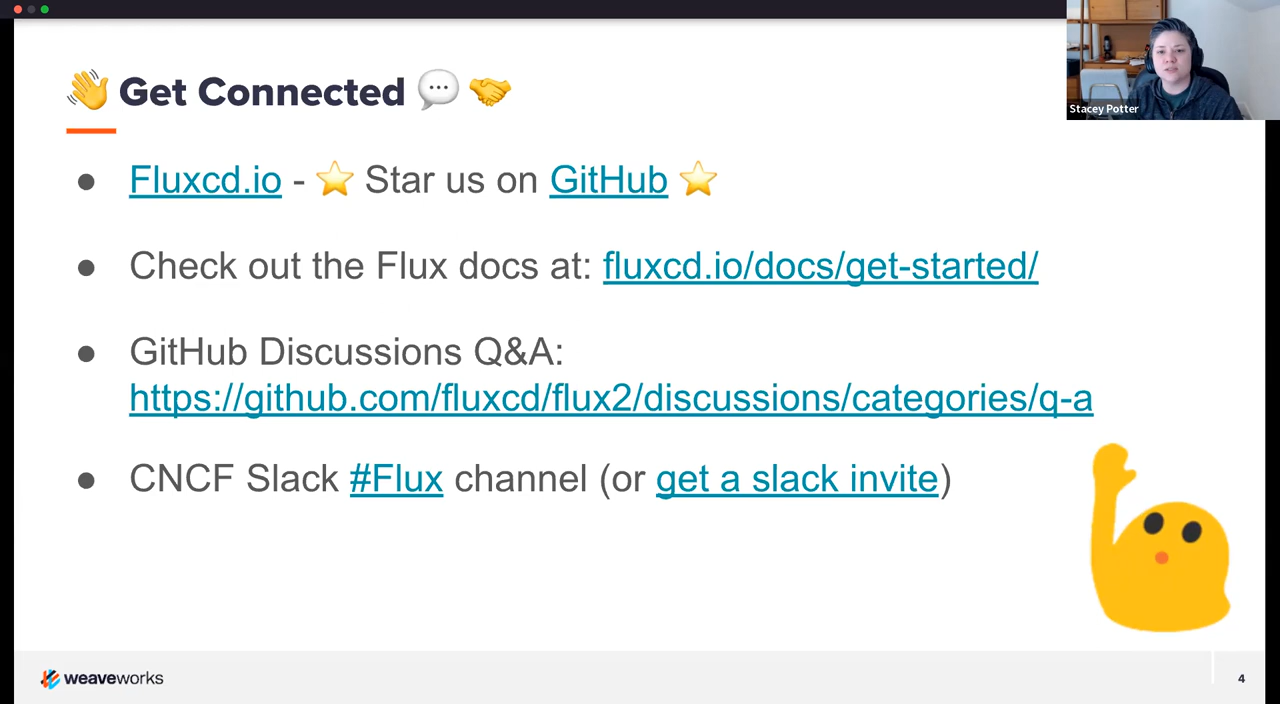 👋 Get Connected 💬 🤝
Stacey Potter
● Fluxcd.io - ⭐ Star us on GitHub ⭐
● Check out the Flux docs at: fluxcd.io/docs/get-started/
● GitHub Discussions Q&A:
https://github.com/fluxcd/flux2/discussions/categories/q-a
● CNCF Slack #Flux channel (or get a slack invite)
weaveworks
4